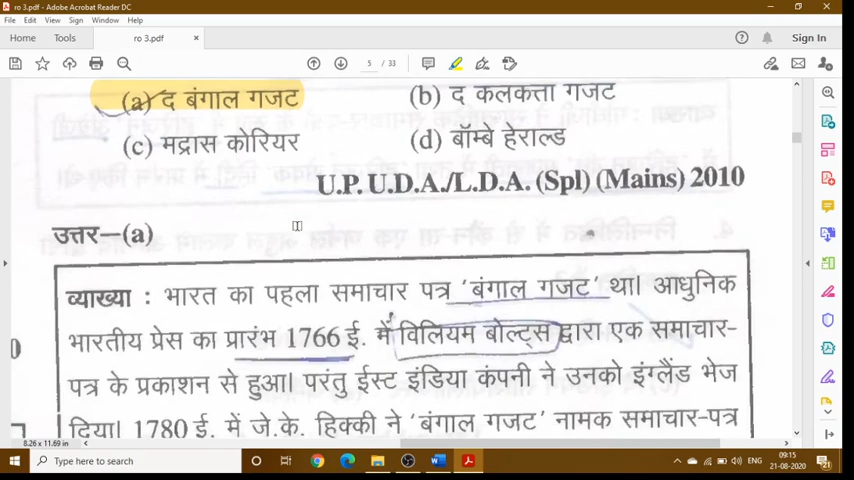 ro 3.pdf - Adobe Acrobat Reader DC
File Edit View Sign Window Help
Home Tools ro 3.pdf × Sign In
5 / 33
(a) द बंगाल गजट (b) द कलकत्ता गजट
(c) मद्रास कोरियर (d) बॉम्बे हेराल्ड
U.P. U.D.A./L.D.A. (Spl) (Mains) 2010
उत्तर—(a)
व्याख्या : भारत का पहला समाचार पत्र 'बंगाल गजट' था। आधुनिक
भारतीय प्रेस का प्रारंभ 1766 ई. में विलियम बोल्ट्स द्वारा एक समाचार-
पत्र के प्रकाशन से हुआ। परंतु ईस्ट इंडिया कंपनी ने उनको इंग्लैंड भेज
दिया। 1780 ई. में जे.के. हिक्की ने 'बंगाल गजट' नामक समाचार-पत्र
8.26 x 11.69 in
Type here to search
ENG
09:15
21-08-2020